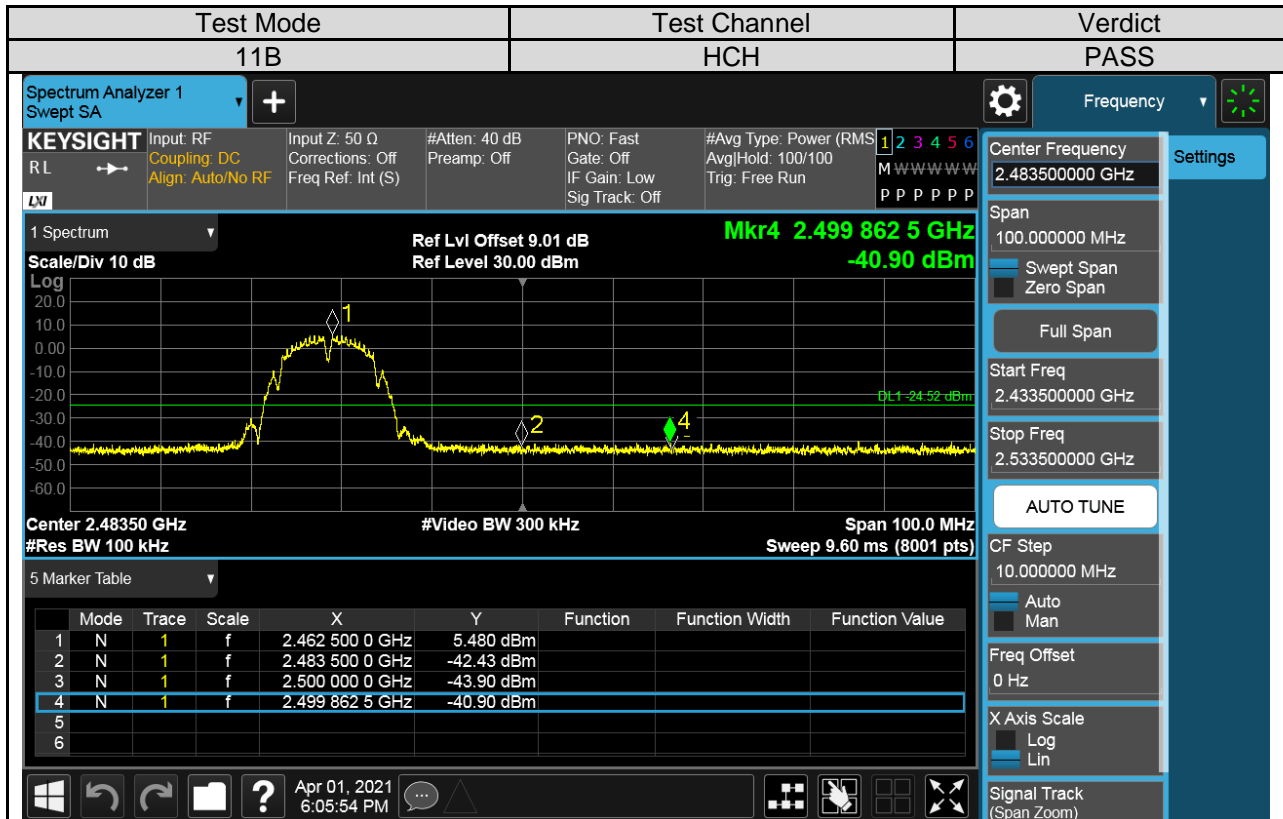 Test Mode Test Channel Verdict
11B HCH PASS
Spectrum Analyzer 1
Swept SA
+
Frequency
KEYSIGHT
RL
LXI
Input: RF
Coupling: DC
Align: Auto/No RF
Input Z: 50 Ω
Corrections: Off
Freq Ref: Int (S)
#Atten: 40 dB
Preamp: Off
PNO: Fast
Gate: Off
IF Gain: Low
Sig Track: Off
#Avg Type: Power (RMS
Avg|Hold: 100/100
Trig: Free Run
1 2 3 4 5 6
M W W W W W
P P P P P P
1 Spectrum
Scale/Div 10 dB
Ref Lvl Offset 9.01 dB
Ref Level 30.00 dBm
Mkr4 2.499 862 5 GHz
-40.90 dBm
Log
20.0
10.0
0.00
-10.0
-20.0
-30.0
-40.0
-50.0
-60.0
1
2
4
DL1 -24.52 dBm
Center 2.48350 GHz
#Res BW 100 kHz
#Video BW 300 kHz
Span 100.0 MHz
Sweep 9.60 ms (8001 pts)
5 Marker Table
Mode Trace Scale X Y Function Function Width Function Value
1 N 1 f 2.462 500 0 GHz 5.480 dBm
2 N 1 f 2.483 500 0 GHz -42.43 dBm
3 N 1 f 2.500 000 0 GHz -43.90 dBm
4 N 1 f 2.499 862 5 GHz -40.90 dBm
5
6
?
Apr 01, 2021
6:05:54 PM
Center Frequency
2.483500000 GHz
Settings
Span
100.000000 MHz
Swept Span
Zero Span
Full Span
Start Freq
2.433500000 GHz
Stop Freq
2.533500000 GHz
AUTO TUNE
CF Step
10.000000 MHz
Auto
Man
Freq Offset
0 Hz
X Axis Scale
Log
Lin
Signal Track
(Span Zoom)